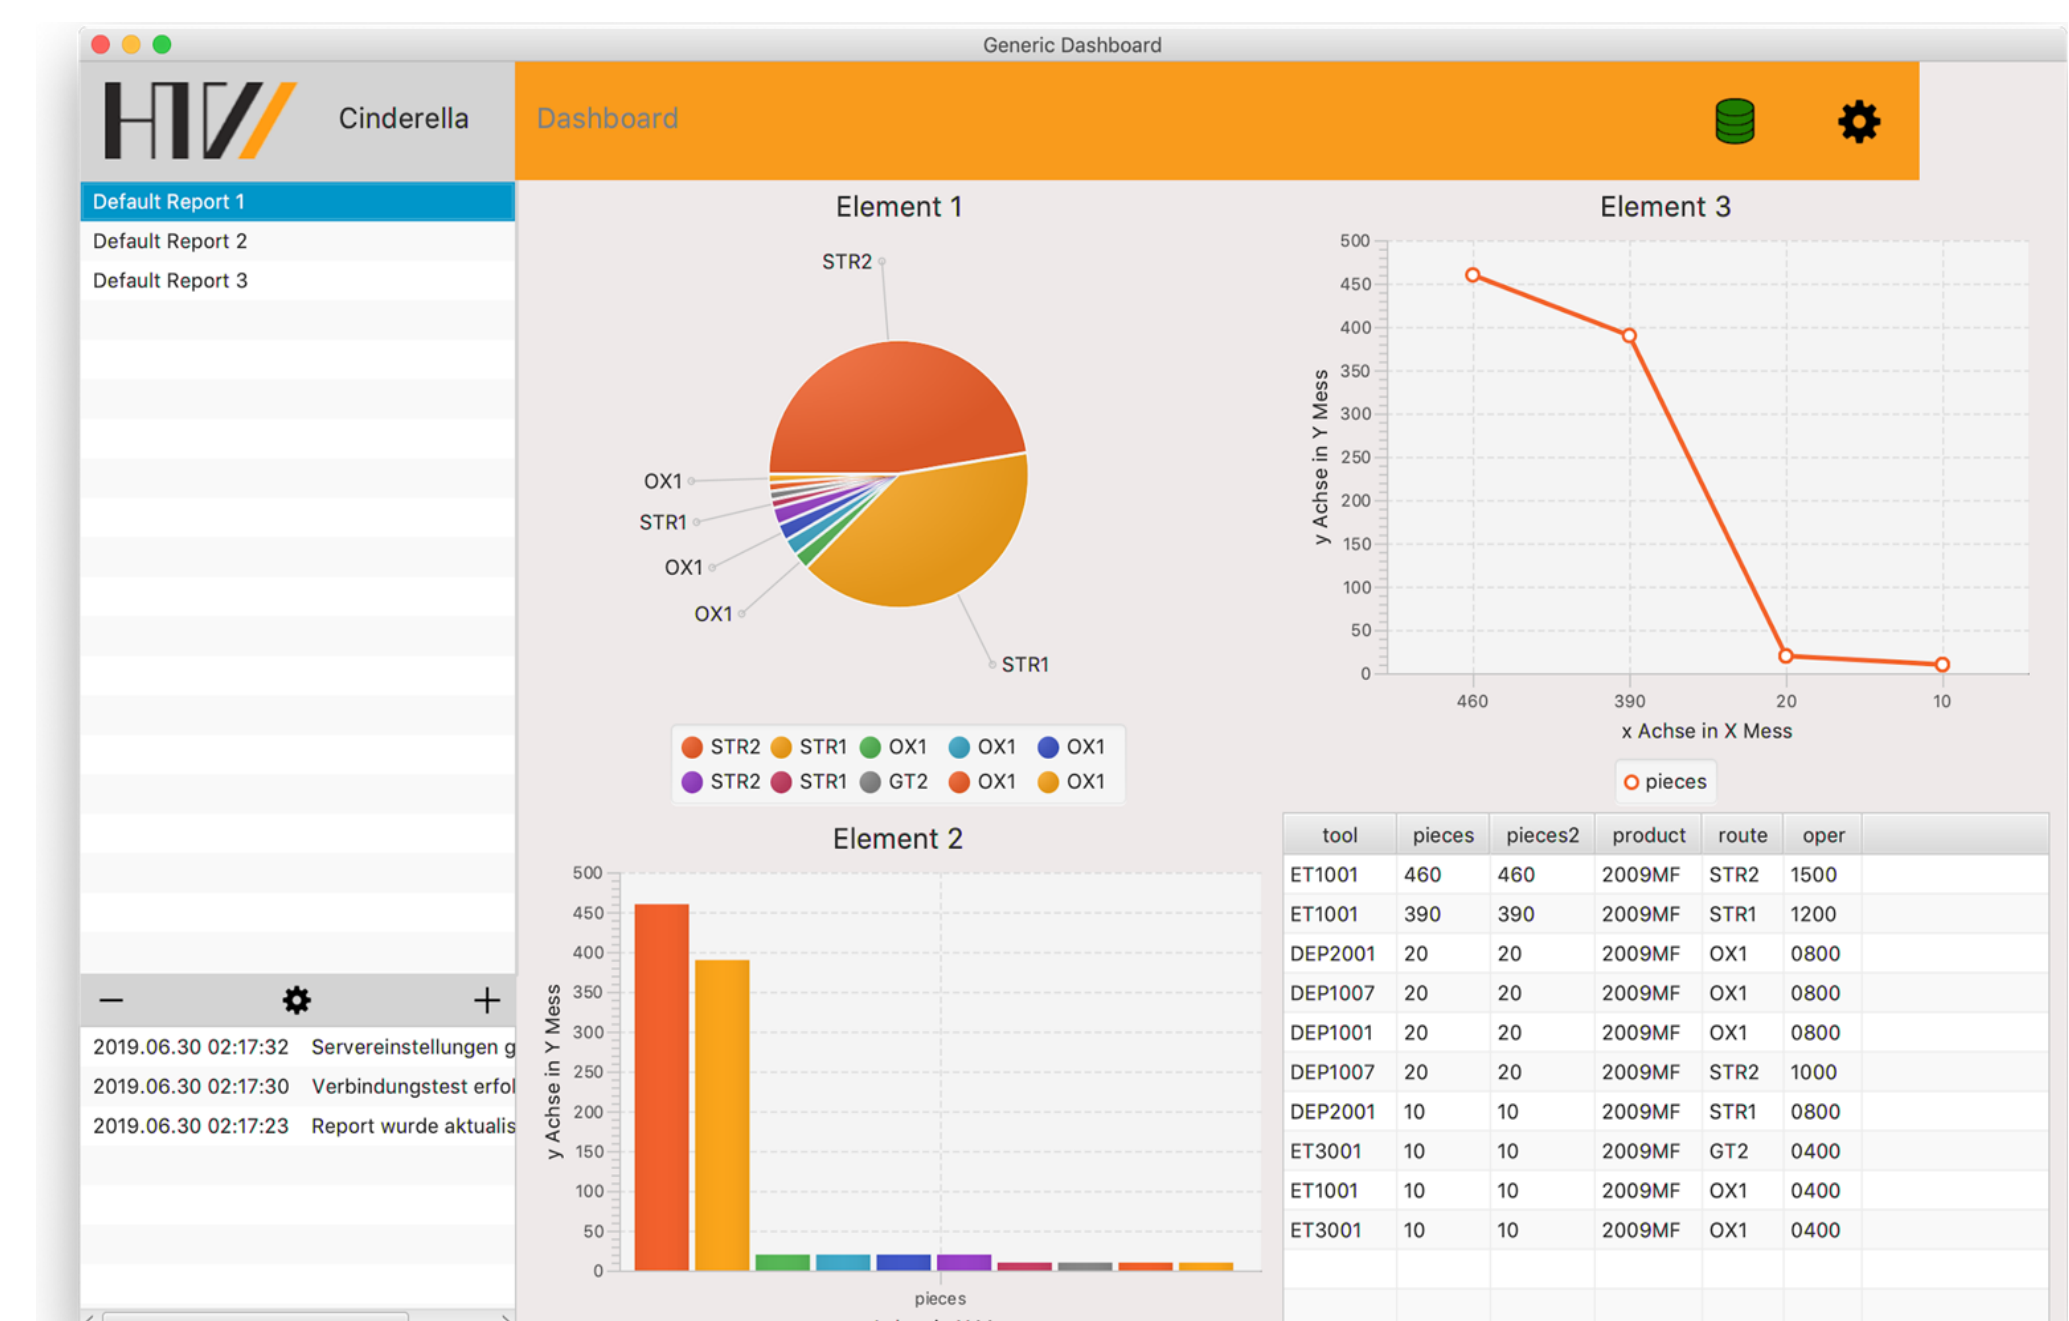 Generic Dashboard
HTW Cinderella
Dashboard
Default Report 1
Default Report 2
Default Report 3
2019.06.30 02:17:32 Servereinstellungen g
2019.06.30 02:17:30 Verbindungstest erfol
2019.06.30 02:17:23 Report wurde aktualis
Element 1
STR2
OX1
STR1
OX1
OX1
STR1
STR2 STR1 OX1 OX1 OX1
STR2 STR1 GT2 OX1 OX1
Element 2
y Achse in Y Mess
500
450
400
350
300
250
200
150
100
50
0
pieces
Element 3
y Achse in Y Mess
500
450
400
350
300
250
200
150
100
50
0
460 390 20 10
x Achse in X Mess
pieces
tool pieces pieces2 product route oper
ET1001 460 460 2009MF STR2 1500
ET1001 390 390 2009MF STR1 1200
DEP2001 20 20 2009MF OX1 0800
DEP1007 20 20 2009MF OX1 0800
DEP1001 20 20 2009MF OX1 0800
DEP1007 20 20 2009MF STR2 1000
DEP2001 10 10 2009MF STR1 0800
ET3001 10 10 2009MF GT2 0400
ET1001 10 10 2009MF OX1 0400
ET3001 10 10 2009MF OX1 0400